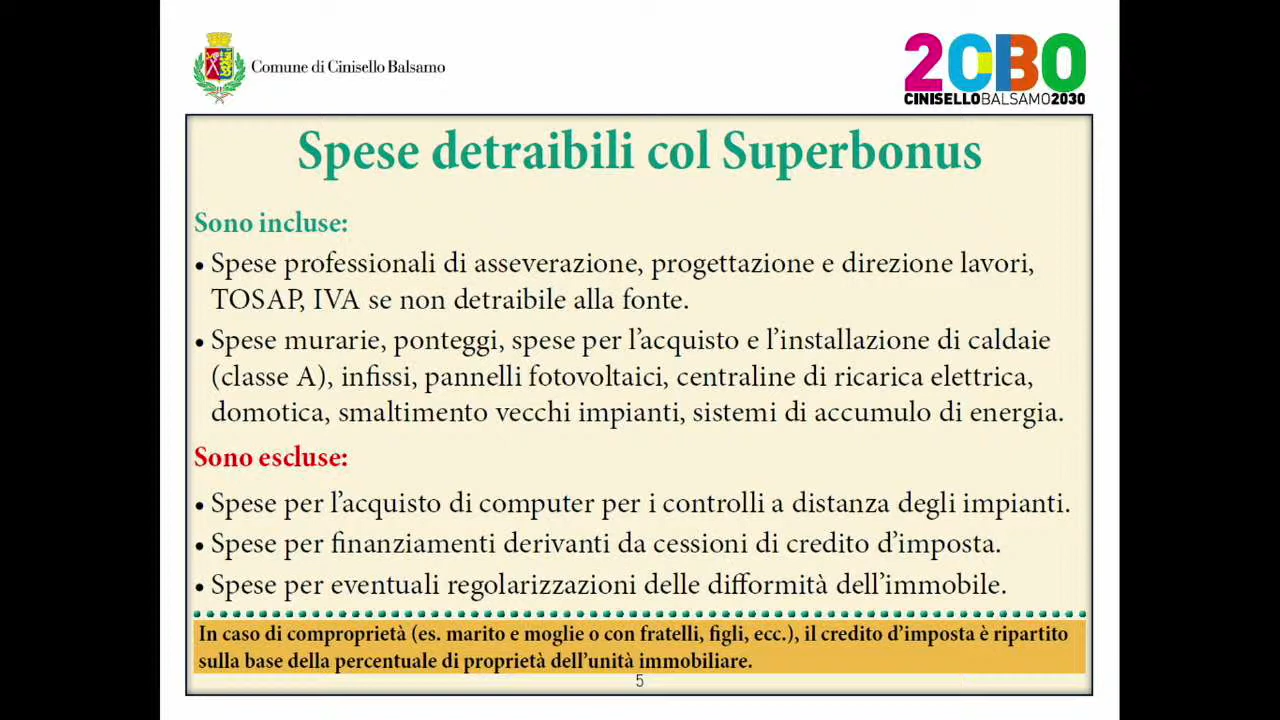 Comune di Cinisello Balsamo
2CBO
CINISELLOBALSAMO2030
Spese detraibili col Superbonus
Sono incluse:
• Spese professionali di asseverazione, progettazione e direzione lavori,
TOSAP, IVA se non detraibile alla fonte.
• Spese murarie, ponteggi, spese per l’acquisto e l’installazione di caldaie
(classe A), infissi, pannelli fotovoltaici, centraline di ricarica elettrica,
domotica, smaltimento vecchi impianti, sistemi di accumulo di energia.
Sono escluse:
• Spese per l’acquisto di computer per i controlli a distanza degli impianti.
• Spese per finanziamenti derivanti da cessioni di credito d’imposta.
• Spese per eventuali regolarizzazioni delle difformità dell’immobile.
In caso di comproprietà (es. marito e moglie o con fratelli, figli, ecc.), il credito d’imposta è ripartito
sulla base della percentuale di proprietà dell’unità immobiliare.
5